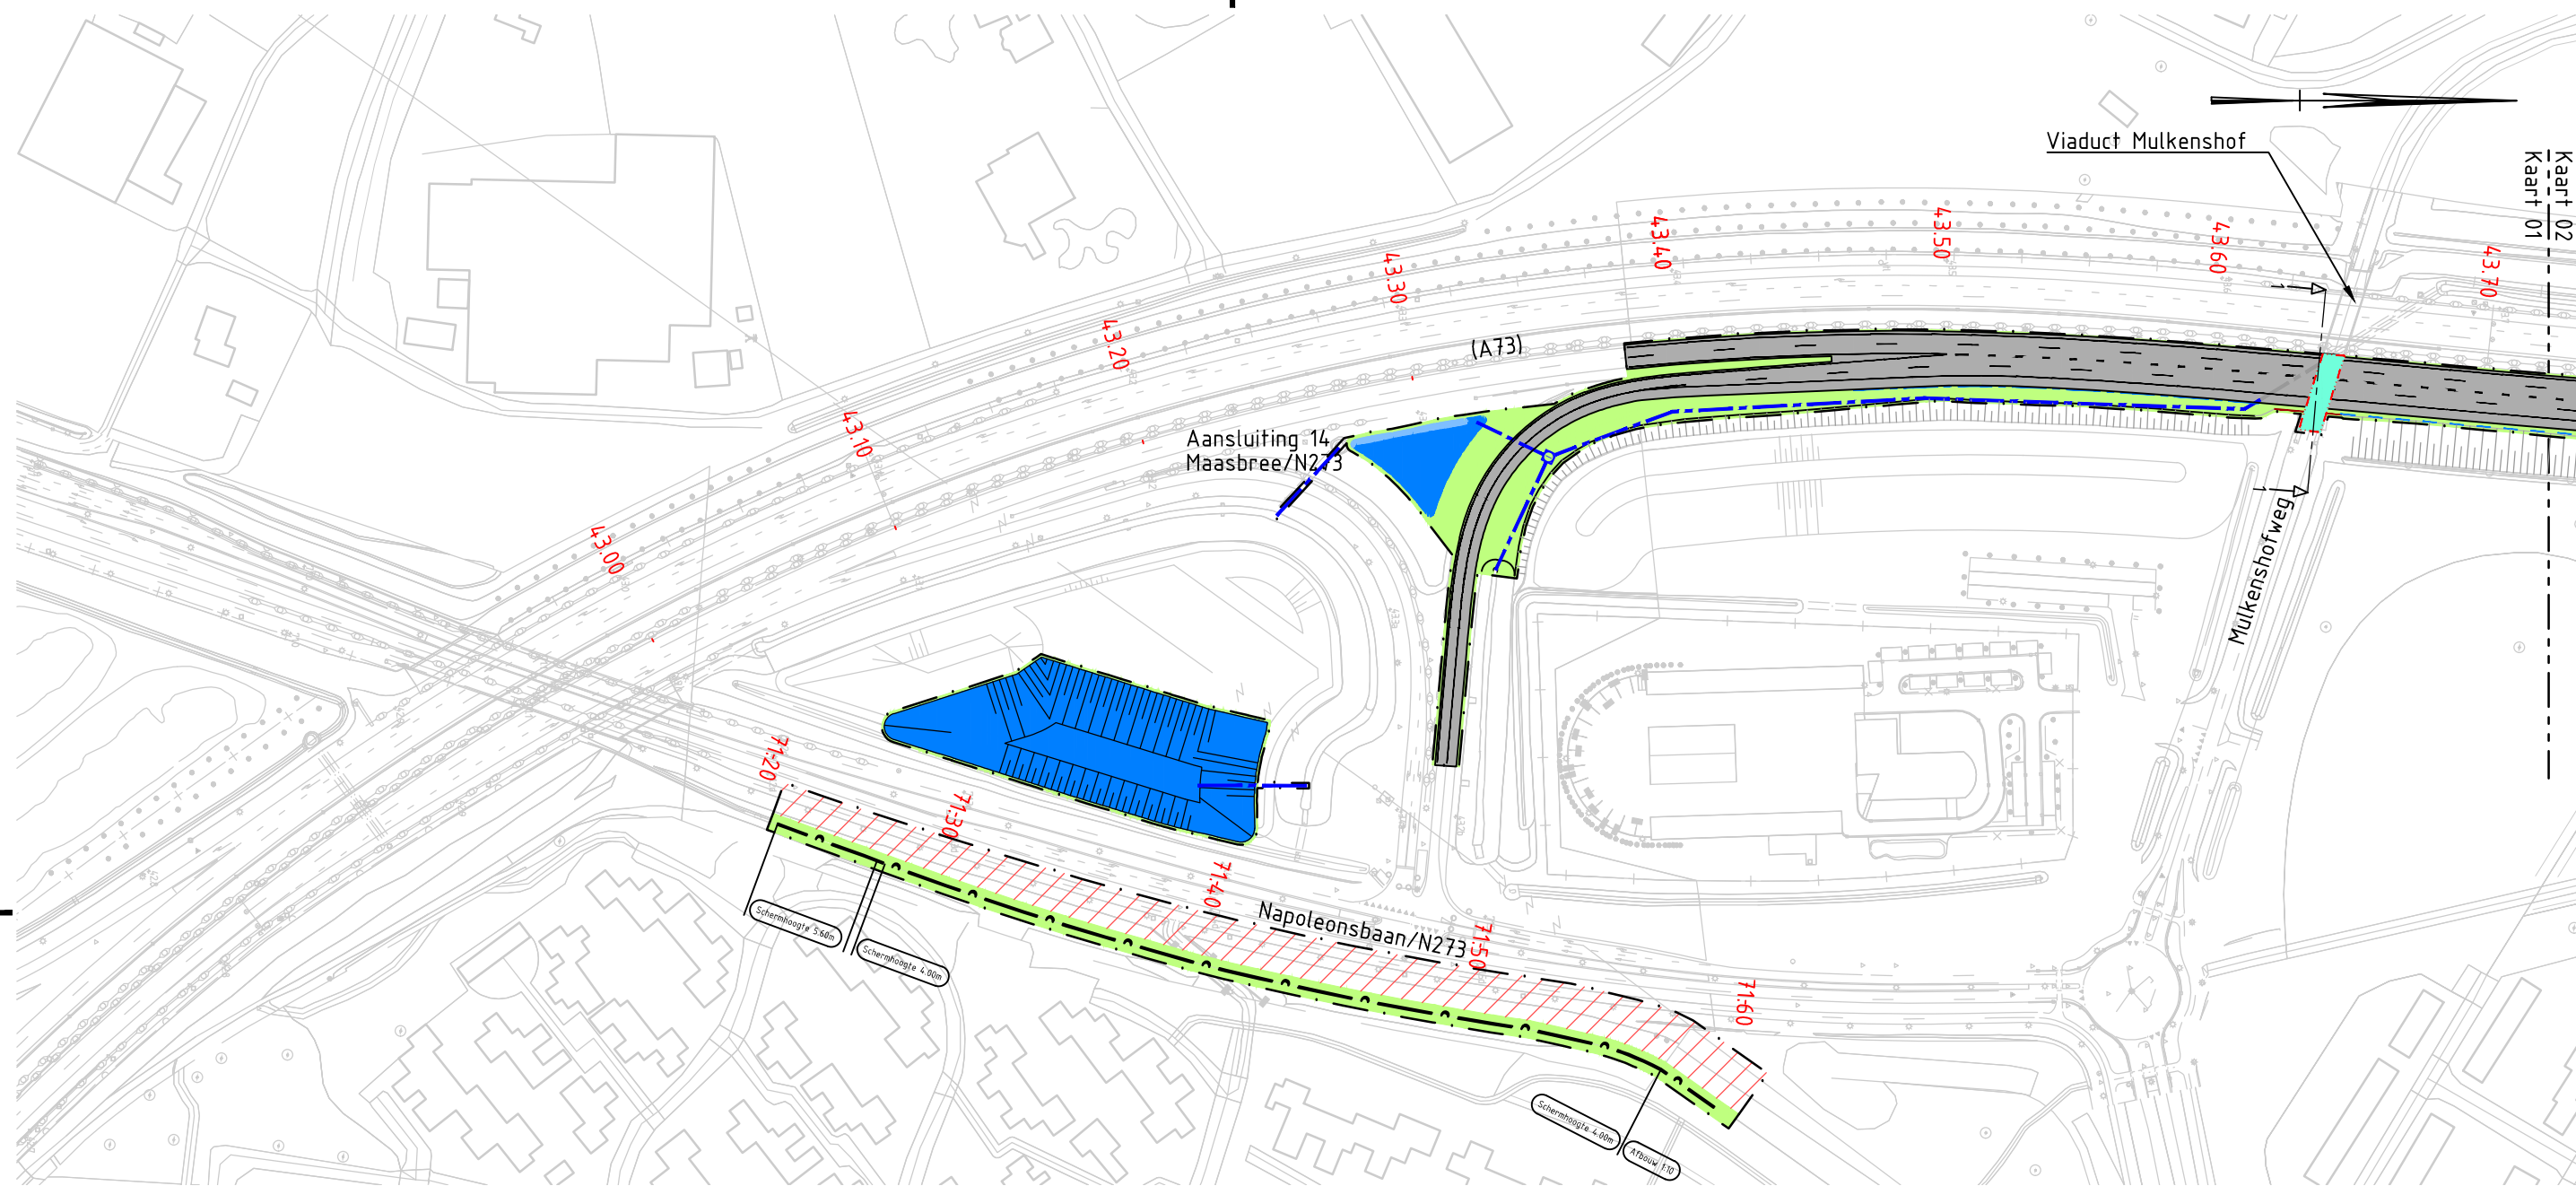 Viaduct Mulkenshof
Kaart 02
Kaart 01
43.40
43.50
43.60
43.70
43.30
43.20
43.10
43.00
(A73)
1
1
Aansluiting 14
Maasbree/N273
Mulkenshofweg
71.20
71.30
71.40
71.50
71.60
Napoleonsbaan/N273
Schermhoogte 5.60m
Schermhoogte 4.00m
Schermhoogte 4.00m
Afbouw 1:10